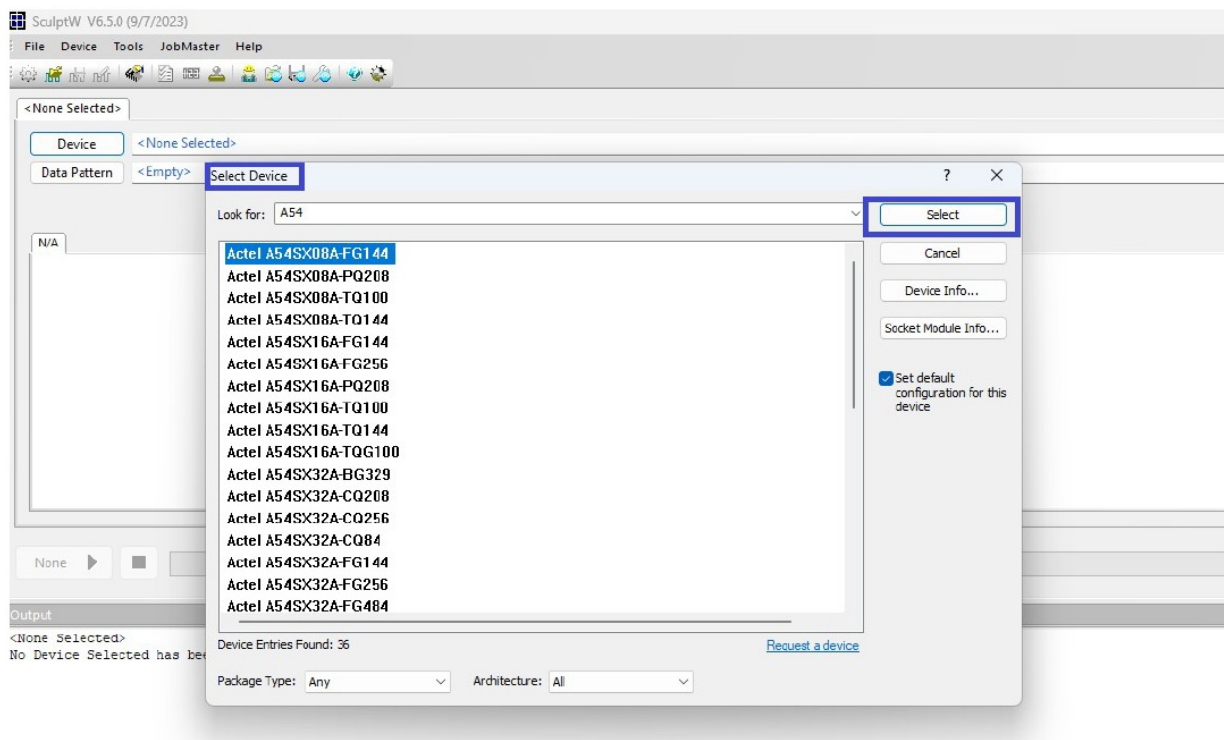 SculptW V6.5.0 (9/7/2023)
File Device Tools JobMaster Help
<None Selected>
Device <None Selected>
Data Pattern <Empty>
Select Device ?
Look for: A54 Select
N/A
Cancel
Device Info...
Socket Module Info...
Set default
configuration for this
device
Actel A54SX08A-FG144
Actel A54SX08A-PQ208
Actel A54SX08A-TQ100
Actel A54SX08A-TQ144
Actel A54SX16A-FG144
Actel A54SX16A-FG256
Actel A54SX16A-PQ208
Actel A54SX16A-TQ100
Actel A54SX16A-TQ144
Actel A54SX16A-TQG100
Actel A54SX32A-BG329
Actel A54SX32A-CQ208
Actel A54SX32A-CQ256
Actel A54SX32A-CQ84
Actel A54SX32A-FG144
Actel A54SX32A-FG256
Actel A54SX32A-FG484
None
Device Entries Found: 36 Request a device
Package Type: Any Architecture: All
Output
<None Selected>
No Device Selected has bee